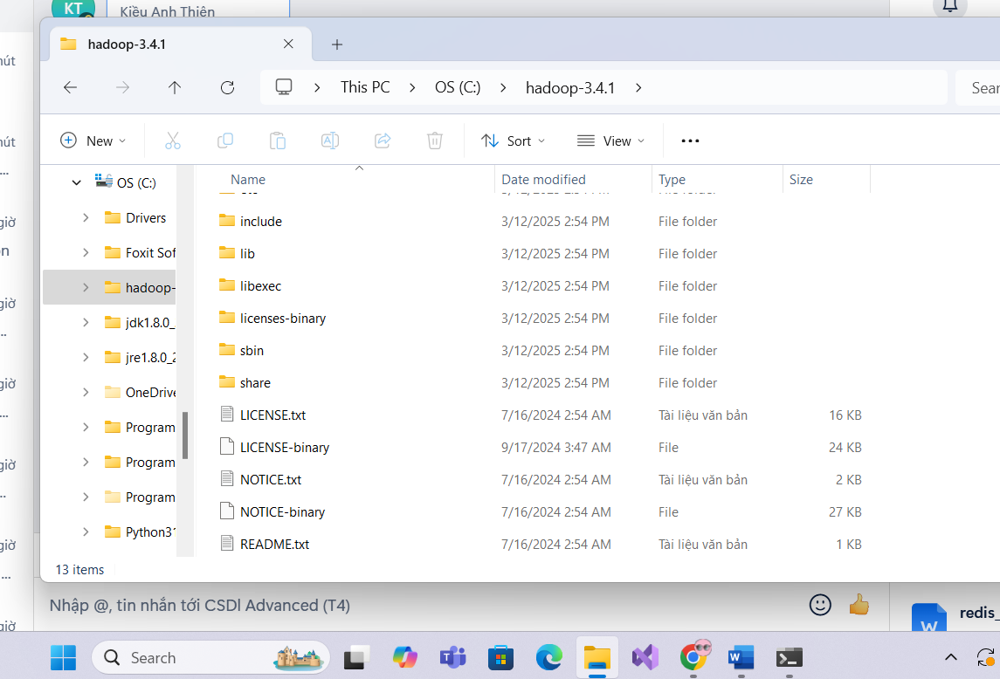 KT
Kiều Anh Thiên
hadoop-3.4.1
This PC
OS (C:)
hadoop-3.4.1
New
Sort
View
Name
Date modified
Type
Size
OS (C:)
Drivers
Foxit Sof
hadoop-
jdk1.8.0_
jre1.8.0_2
OneDrive
Program
Program
Program
Python31
include 3/12/2025 2:54 PM File folder
lib 3/12/2025 2:54 PM File folder
libexec 3/12/2025 2:54 PM File folder
licenses-binary 3/12/2025 2:54 PM File folder
sbin 3/12/2025 2:54 PM File folder
share 3/12/2025 2:54 PM File folder
LICENSE.txt 7/16/2024 2:54 AM Tài liệu văn bản 16 KB
LICENSE-binary 9/17/2024 3:47 AM File 24 KB
NOTICE.txt 7/16/2024 2:54 AM Tài liệu văn bản 2 KB
NOTICE-binary 7/16/2024 2:54 AM File 27 KB
README.txt 7/16/2024 2:54 AM Tài liệu văn bản 1 KB
13 items
Nhập @, tin nhắn tới CSDl Advanced (T4)
redis_
Search
giờ
giờ
giờ
giờ
giờ
giờ